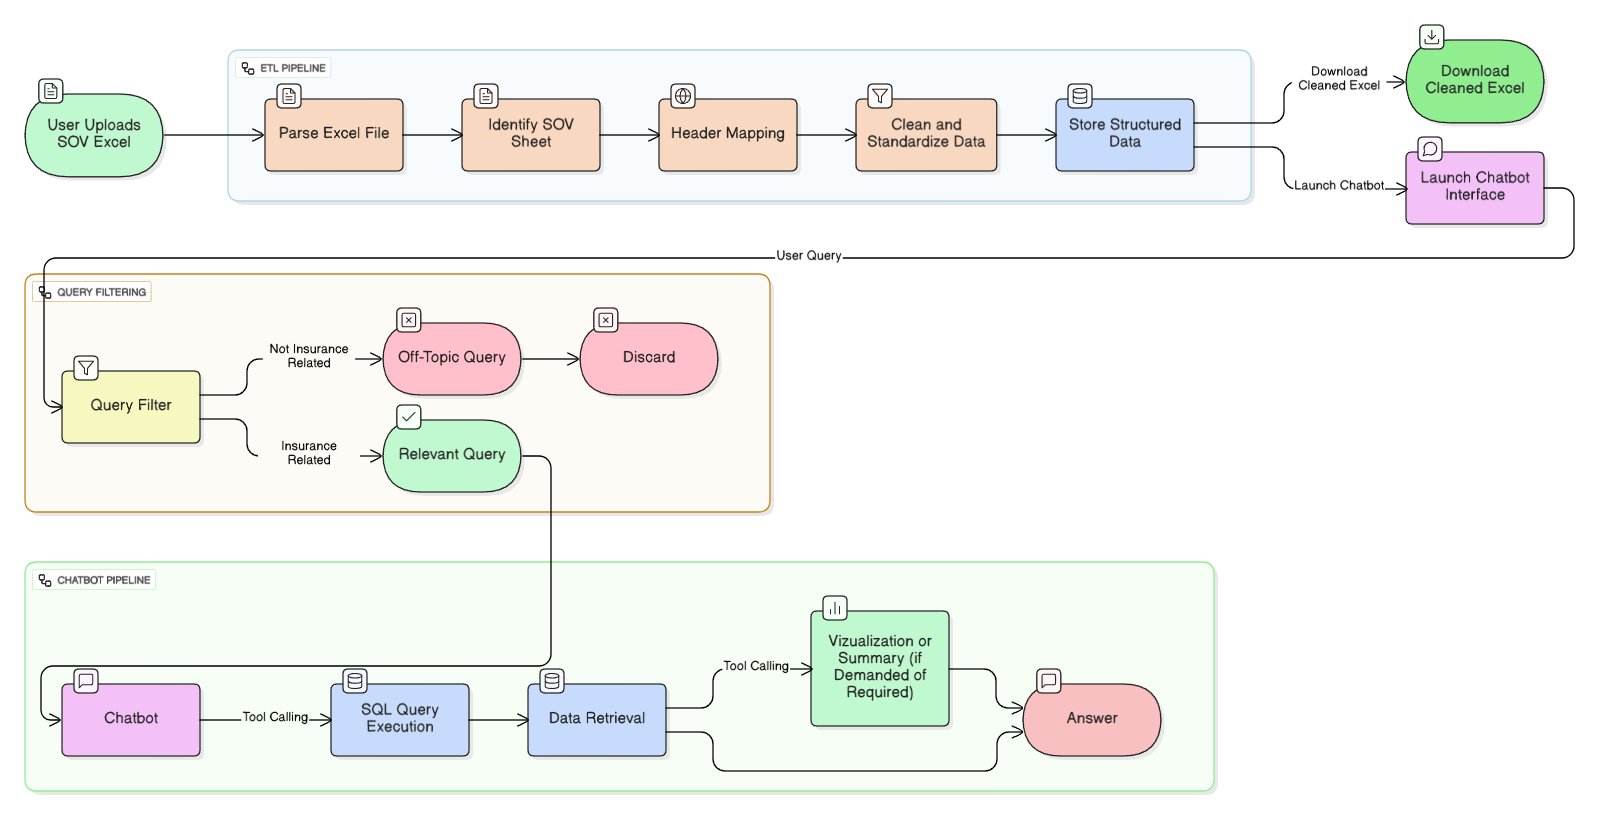 ETL PIPELINE
User Uploads
SOV Excel
Parse Excel File
Identify SOV
Sheet
Header Mapping
Clean and
Standardize Data
Store Structured
Data
Download
Cleaned Excel
Download
Cleaned Excel
Launch Chatbot
Launch Chatbot
Interface
User Query
QUERY FILTERING
Query Filter
Not Insurance
Related
Off-Topic Query
Discard
Insurance
Related
Relevant Query
CHATBOT PIPELINE
Chatbot
Tool Calling
SQL Query
Execution
Data Retrieval
Tool Calling
Vizualization or
Summary (if
Demanded of
Required)
Answer